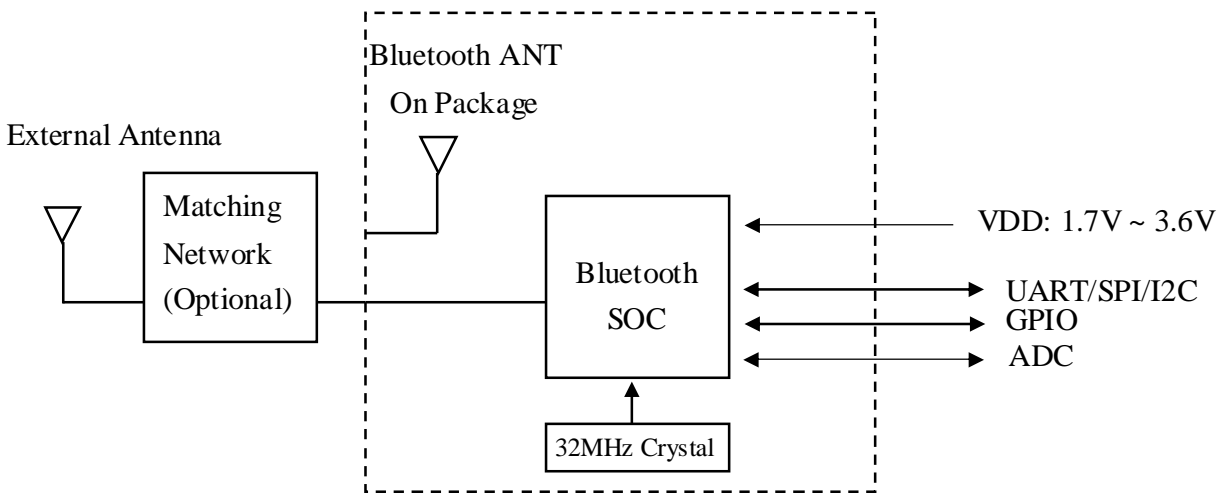 Bluetooth ANT
On Package
External Antenna
Matching
Network
(Optional)
Bluetooth
SOC
32MHz Crystal
VDD: 1.7V ~ 3.6V
UART/SPI/I2C
GPIO
ADC